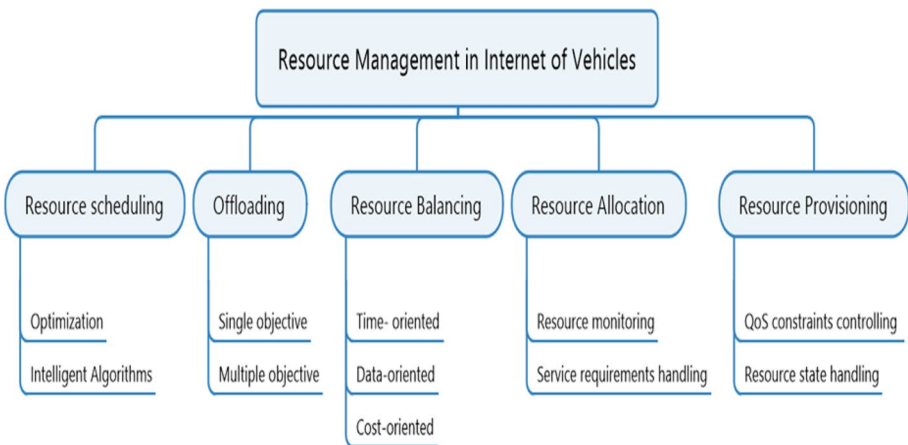 Resource Management in Internet of Vehicles
Resource scheduling
Offloading
Resource Balancing
Resource Allocation
Resource Provisioning
Optimization
Intelligent Algorithms
Single objective
Multiple objective
Time- oriented
Data-oriented
Cost-oriented
Resource monitoring
Service requirements handling
QoS constraints controlling
Resource state handling